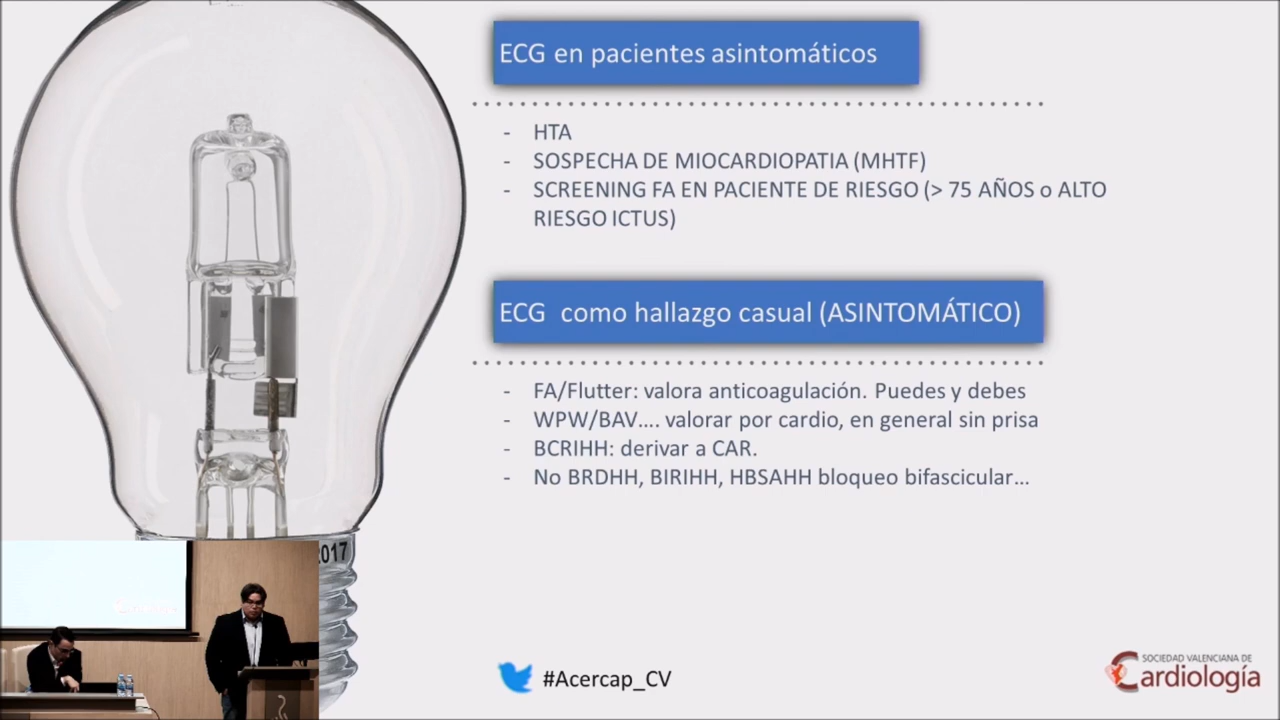 ECG en pacientes asintomáticos
- HTA
- SOSPECHA DE MIOCARDIOPATIA (MHTF)
- SCREENING FA EN PACIENTE DE RIESGO (> 75 AÑOS o ALTO
RIESGO ICTUS)
ECG como hallazgo casual (ASINTOMÁTICO)
- FA/Flutter: valora anticoagulación. Puedes y debes
- WPW/BAV.... valorar por cardio, en general sin prisa
- BCRIHH: derivar a CAR.
- No BRDHH, BIRIHH, HBSAHH bloqueo bifascicular...
2017
#Acercap_CV
SOCIEDAD VALENCIANA DE
Cardiología